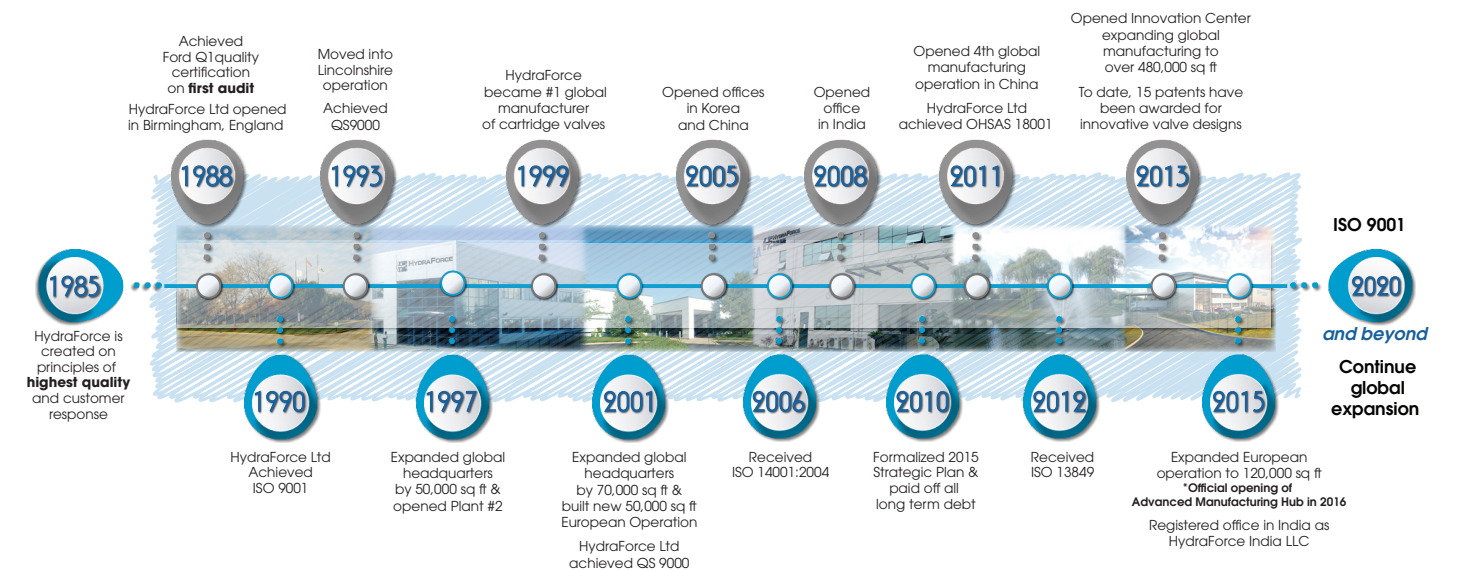 Achieved
Ford Q1quality
certification
on first audit
HydraForce Ltd opened
in Birmingham, England
1988
Moved into
Lincolnshire
operation
Achieved
QS9000
1993
HydraForce
became #1 global
manufacturer
of cartridge valves
1999
Opened offices
in Korea
and China
2005
Opened
office
in India
2008
Opened 4th global
manufacturing
operation in China
HydraForce Ltd
achieved OHSAS 18001
2011
Opened Innovation Center
expanding global
manufacturing to
over 480,000 sq ft
To date, 15 patents have
been awarded for
innovative valve designs
2013
1985
HydraForce is
created on
principles of
highest quality
and customer
response
HYDRAFORCE
HYDRAFORCE
ISO 9001
2020
and beyond
Continue
global
expansion
1990
HydraForce Ltd
Achieved
ISO 9001
1997
Expanded global
headquarters
by 50,000 sq ft &
opened Plant #2
2001
Expanded global
headquarters
by 70,000 sq ft &
built new 50,000 sq ft
European Operation
HydraForce Ltd
achieved QS 9000
2006
Received
ISO 14001:2004
2010
Formalized 2015
Strategic Plan &
paid off all
long term debt
2012
Received
ISO 13849
2015
Expanded European
operation to 120,000 sq ft
*Official opening of
Advanced Manufacturing Hub in 2016
Registered office in India as
HydraForce India LLC